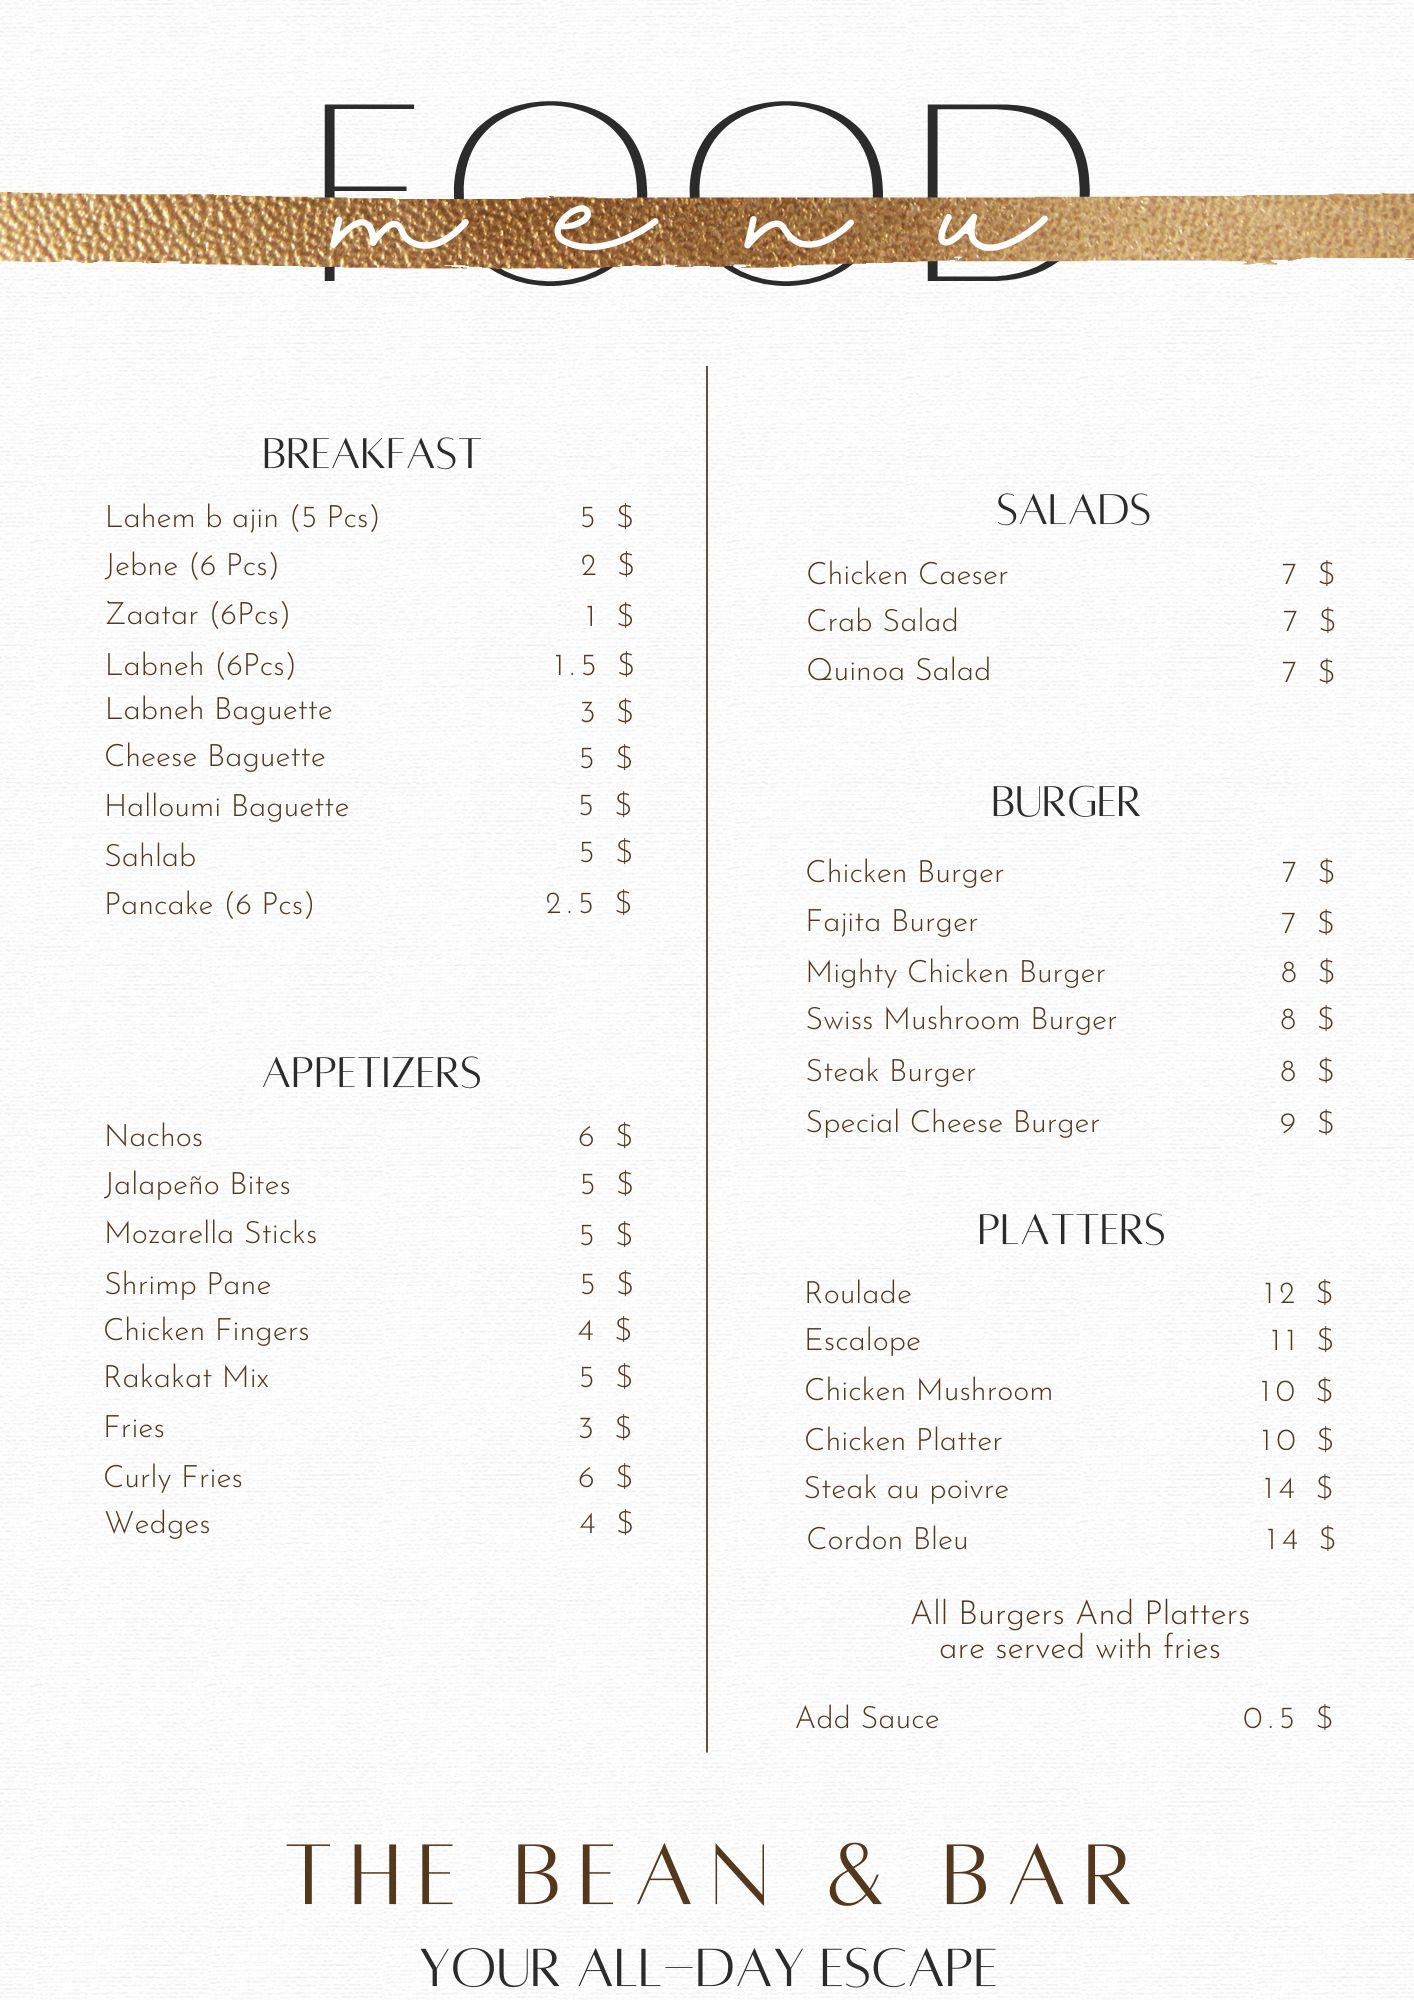 FOOD
menu
BREAKFAST
Lahem b ajin (5 Pcs) 5 $
Jebne (6 Pcs) 2 $
Zaatar (6Pcs) 1 $
Labneh (6Pcs) 1.5 $
Labneh Baguette 3 $
Cheese Baguette 5 $
Halloumi Baguette 5 $
Sahlab 5 $
Pancake (6 Pcs) 2.5 $
APPETIZERS
Nachos 6 $
Jalapeño Bites 5 $
Mozarella Sticks 5 $
Shrimp Pane 5 $
Chicken Fingers 4 $
Rakakat Mix 5 $
Fries 3 $
Curly Fries 6 $
Wedges 4 $
SALADS
Chicken Caeser 7 $
Crab Salad 7 $
Quinoa Salad 7 $
BURGER
Chicken Burger 7 $
Fajita Burger 7 $
Mighty Chicken Burger 8 $
Swiss Mushroom Burger 8 $
Steak Burger 8 $
Special Cheese Burger 9 $
PLATTERS
Roulade 12 $
Escalope 11 $
Chicken Mushroom 10 $
Chicken Platter 10 $
Steak au poivre 14 $
Cordon Bleu 14 $
All Burgers And Platters
are served with fries
Add Sauce 0.5 $
THE BEAN & BAR
YOUR ALL-DAY ESCAPE